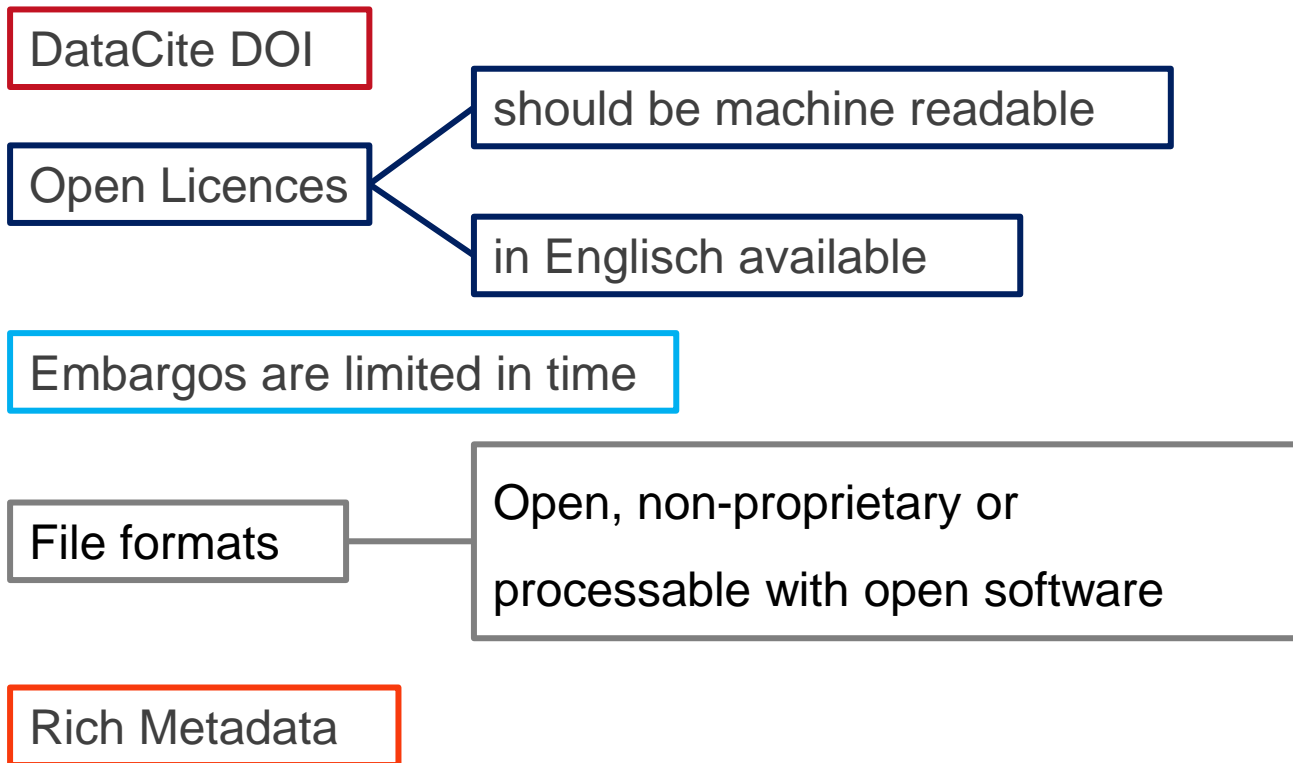 DataCite DOI
should be machine readable
Open Licences
in Englisch available
Embargos are limited in time
File formats
Open, non-proprietary or
processable with open software
Rich Metadata